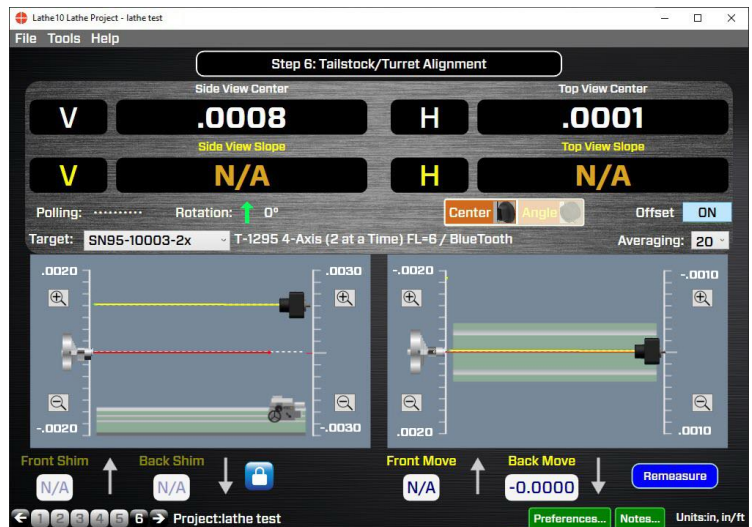 Lathe10 Lathe Project - lathe test
File Tools Help
Step 6: Tailstock/Turret Alignment
Side View Center Top View Center
V .0008 H .0001
Side View Slope Top View Slope
V N/A H N/A
Polling: .......... Rotation: 0° Center Angle Offset ON
Target: SN95-10003-2x T-1295 4-Axis (2 at a Time) FL=6 / BlueTooth Averaging: 20
.0020 .0030 -.0020 -.0010
-.0020 -.0030 .0020 .0010
Front Shim Back Shim Front Move Back Move
N/A N/A N/A -0.0000 Remeasure
1 2 3 4 5 6 Project:lathe test Preferences... Notes... Units:in, in/ft